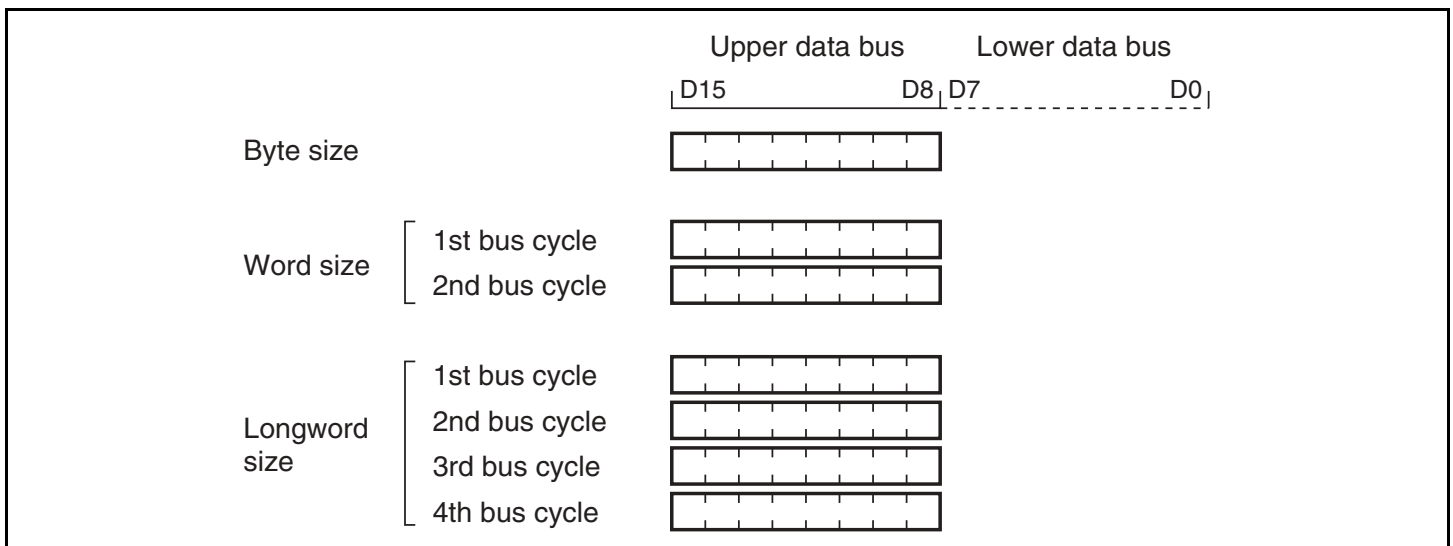 Upper data bus Lower data bus
D15 D8 D7 D0
Byte size
Word size
1st bus cycle
2nd bus cycle
Longword size
1st bus cycle
2nd bus cycle
3rd bus cycle
4th bus cycle